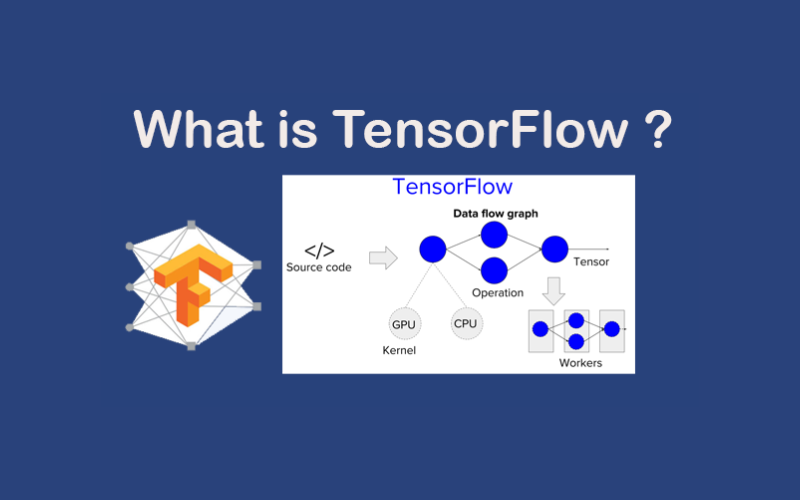 What is TensorFlow ?
TensorFlow
Data flow graph
</>
Source code
Tensor
Operation
GPU
CPU
Kernel
Workers